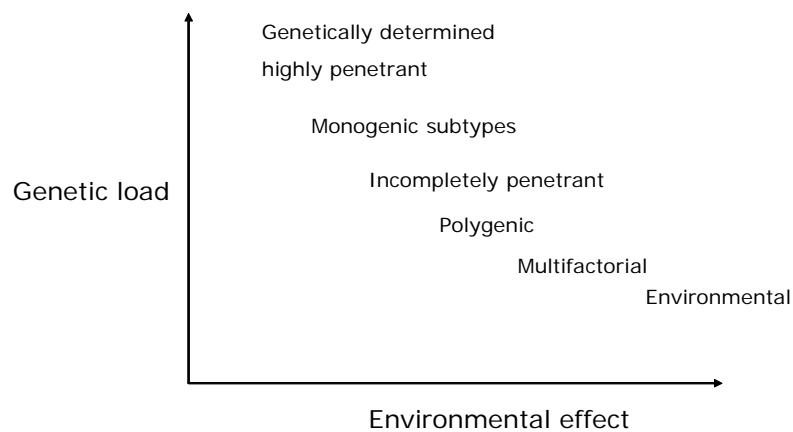 Genetically determined
highly penetrant
Monogenic subtypes
Incompletely penetrant
Genetic load
Polygenic
Multifactorial
Environmental
Environmental effect